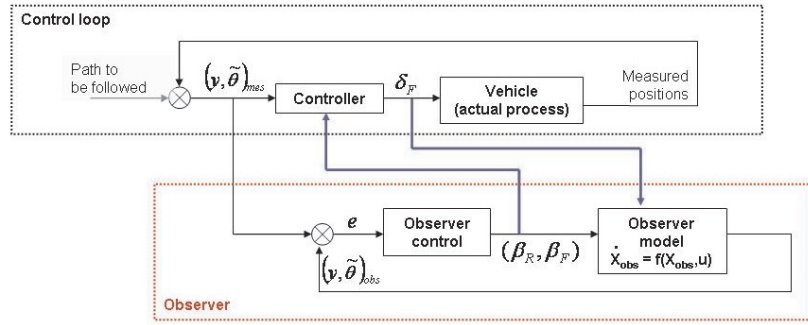 Control loop
Path to
be followed
(y, θ̃)mes
Controller
δF
Vehicle
(actual process)
Measured
positions
e
Observer
control
(βR, βF)
Observer
model
Ẋobs = f(Xobs,u)
(y, θ̃)obs
Observer